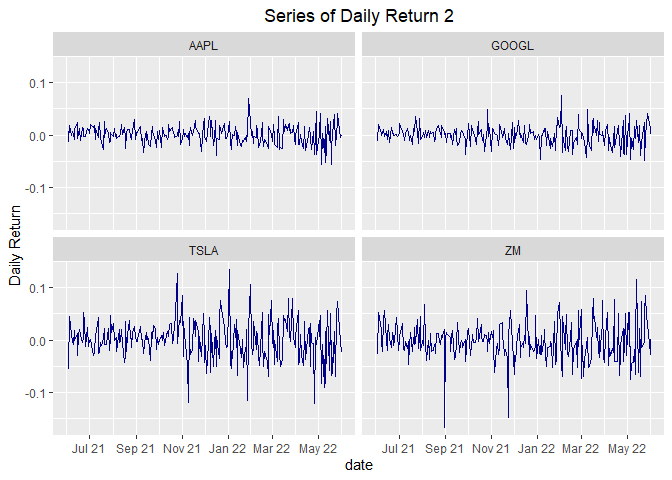 Series of Daily Return 2
AAPL
GOOGL
0.1
0.0
-0.1
Daily Return
TSLA
ZM
0.1
0.0
-0.1
Jul 21 Sep 21 Nov 21 Jan 22 Mar 22 May 22
Jul 21 Sep 21 Nov 21 Jan 22 Mar 22 May 22
date